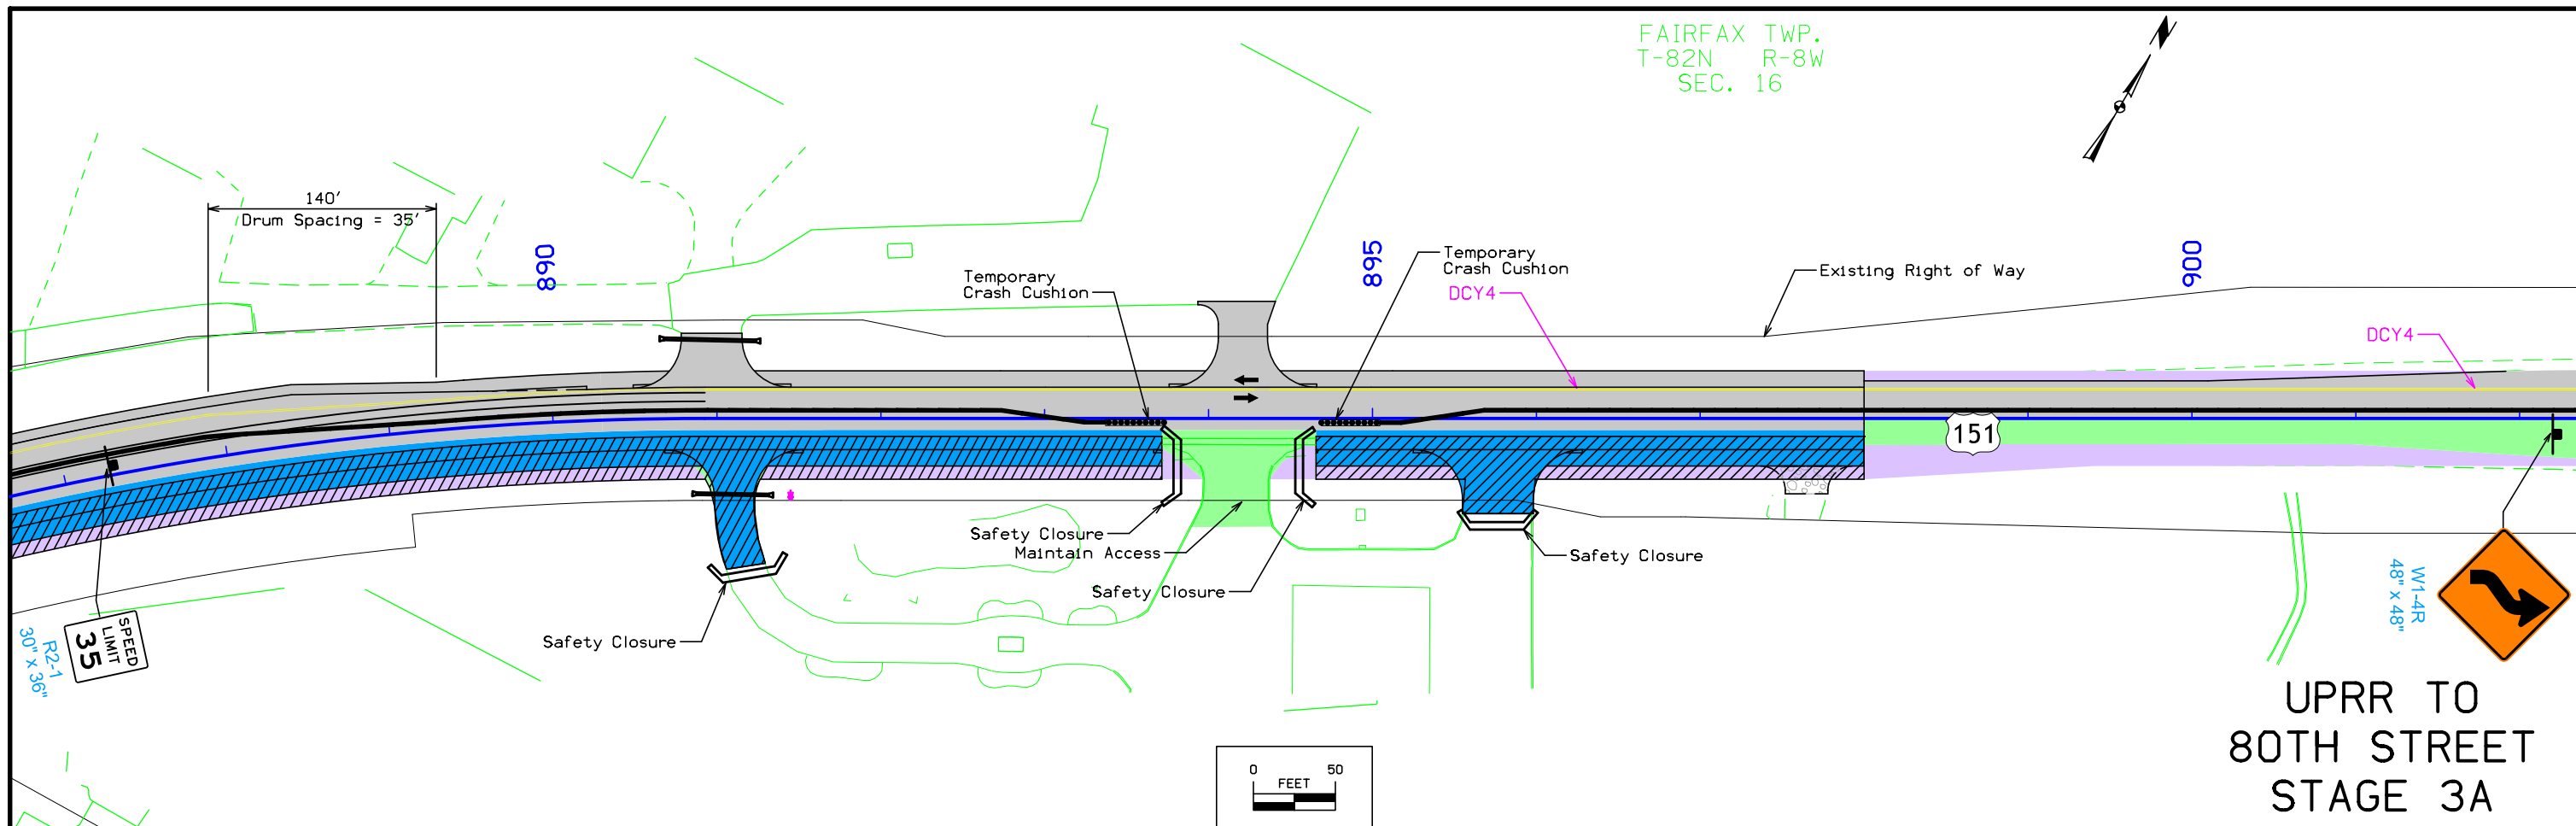 FAIRFAX TWP.
T-82N R-8W
SEC. 16
N
140'
Drum Spacing = 35'
890
Temporary
Crash Cushion
895
Temporary
Crash Cushion
DCY4
Existing Right of Way
900
DCY4
151
Safety Closure
Maintain Access
Safety Closure
Safety Closure
Safety Closure
SPEED
LIMIT
35
R2-1
30" x 36"
W1-4R
48" x 48"
0 50
FEET
UPRR TO
80TH STREET
STAGE 3A